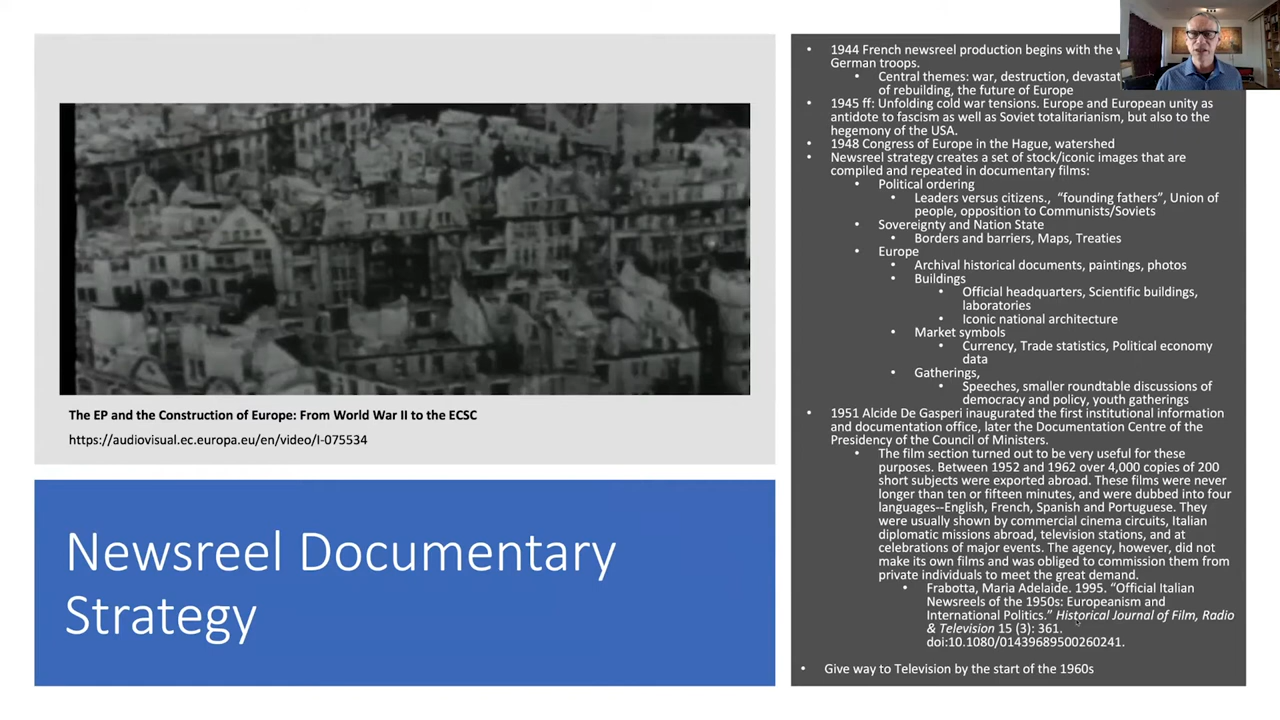 The EP and the Construction of Europe: From World War II to the ECSC
https://audiovisual.ec.europa.eu/en/video/I-075534
Newsreel Documentary
Strategy
• 1944 French newsreel production begins with the
German troops.
• Central themes: war, destruction,
of rebuilding, the future of Europe
• 1945 ff: Unfolding cold war tensions. Europe and European unity as
antidote to fascism as well as Soviet totalitarianism, but also to the
hegemony of the USA.
• 1948 Congress of Europe in the Hague, watershed
• Newsreel strategy creates a set of stock/iconic images that are
compiled and repeated in documentary films:
• Political ordering
• Leaders versus citizens., “founding fathers”, Union of
people, opposition to Communists/Soviets
• Sovereignty and Nation State
• Borders and barriers, Maps, Treaties
• Europe
• Archival historical documents, paintings, photos
• Buildings
• Official headquarters, Scientific buildings,
laboratories
• Iconic national architecture
• Market symbols
• Currency, Trade statistics, Political economy
data
• Gatherings,
• Speeches, smaller roundtable discussions of
democracy and policy, youth gatherings
• 1951 Alcide De Gasperi inaugurated the first institutional information
and documentation office, later the Documentation Centre of the
Presidency of the Council of Ministers.
• The film section turned out to be very useful for these
purposes. Between 1952 and 1962 over 4,000 copies of 200
short subjects were exported abroad. These films were never
longer than ten or fifteen minutes, and were dubbed into four
languages--English, French, Spanish and Portuguese. They
were usually shown by commercial cinema circuits, Italian
diplomatic missions abroad, television stations, and at
celebrations of major events. The agency, however, did not
make its own films and was obliged to commission them from
private individuals to meet the great demand.
• Frabotta, Maria Adelaide. 1995. “Official Italian
Newsreels of the 1950s: Europeanism and
International Politics.” Historical Journal of Film, Radio
& Television 15 (3): 361.
doi:10.1080/01439689500260241.
• Give way to Television by the start of the 1960s